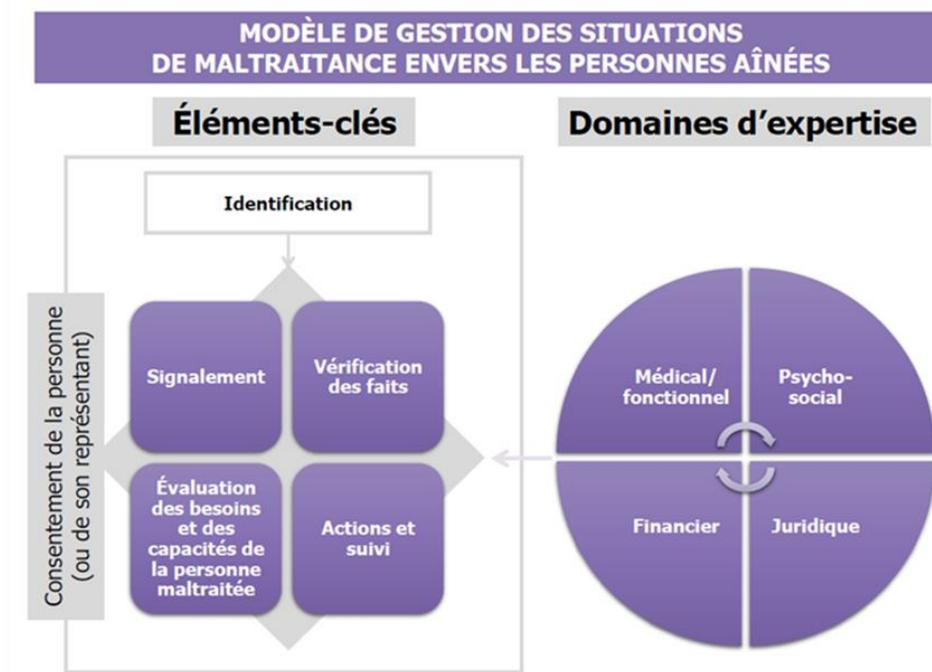 MODÈLE DE GESTION DES SITUATIONS
DE MALTRAITANCE ENVERS LES PERSONNES AÎNÉES
Éléments-clés
Domaines d’expertise
Identification
Consentement de la personne
(ou de son représentant)
Signalement
Vérification
des faits
Évaluation
des besoins
et des
capacités de
la personne
maltraitée
Actions et
suivi
Médical/
fonctionnel
Psycho-
social
Financier
Juridique